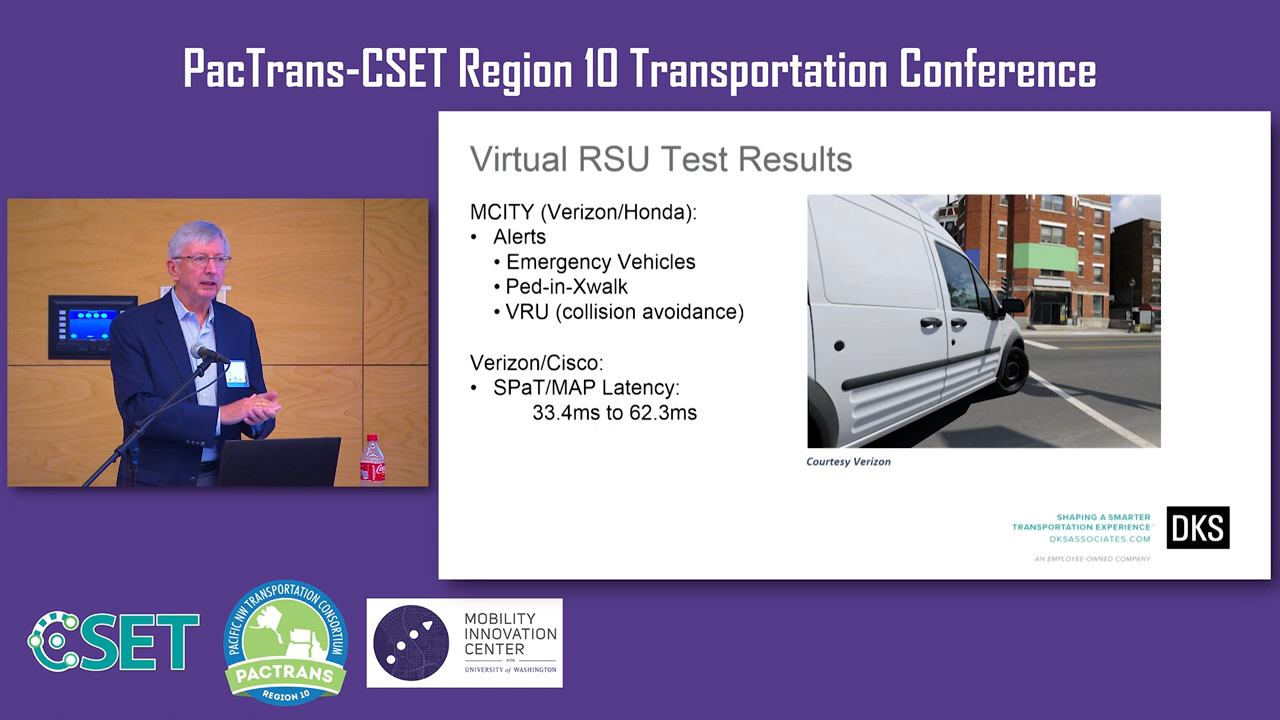 PacTrans-CSET Region 10 Transportation Conference
Virtual RSU Test Results
MCITY (Verizon/Honda):
• Alerts
• Emergency Vehicles
• Ped-in-Xwalk
• VRU (collision avoidance)
Verizon/Cisco:
• SPaT/MAP Latency:
33.4ms to 62.3ms
Courtesy Verizon
SHAPING A SMARTER
TRANSPORTATION EXPERIENCE™
DKSASSOCIATES.COM
AN EMPLOYEE-OWNED COMPANY
DKS
CSET
PACIFIC NW TRANSPORTATION CONSORTIUM
PACTRANS
REGION 10
MOBILITY
INNOVATION
CENTER
AT THE
UNIVERSITY of WASHINGTON